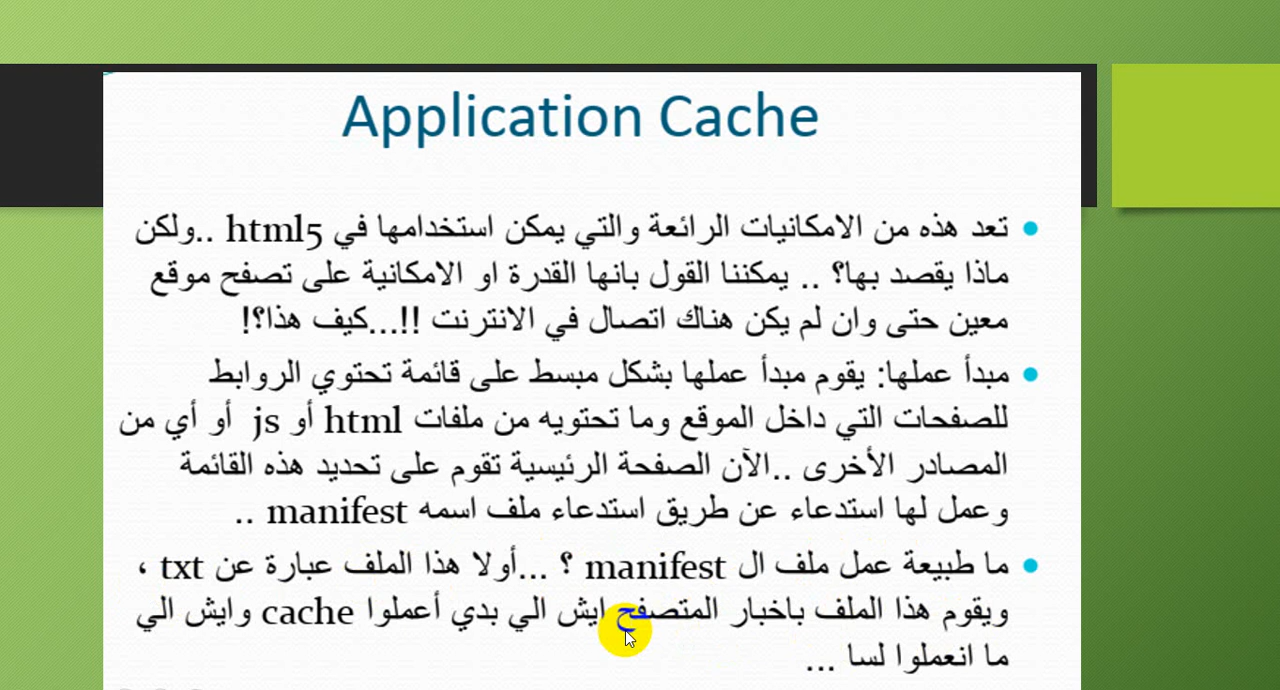 Application Cache
تعد هذه من الامكانيات الرائعة والتي يمكن استخدامها في html5 ..ولكن
ماذا يقصد بها؟ .. يمكننا القول بانها القدرة او الامكانية على تصفح موقع
معين حتى وان لم يكن هناك اتصال في الانترنت !!...كيف هذا؟!
مبدأ عملها: يقوم مبدأ عملها بشكل مبسط على قائمة تحتوي الروابط
للصفحات التي داخل الموقع وما تحتويه من ملفات html أو js أو أي من
المصادر الأخرى ..الآن الصفحة الرئيسية تقوم على تحديد هذه القائمة
وعمل لها استدعاء عن طريق استدعاء ملف اسمه manifest ..
ما طبيعة عمل ملف ال manifest ؟ ...أولا هذا الملف عبارة عن txt ،
ويقوم هذا الملف باخبار المتصفح إيش الي بدي أعملوا cache وايش الي
ما انعملوا لسا ...